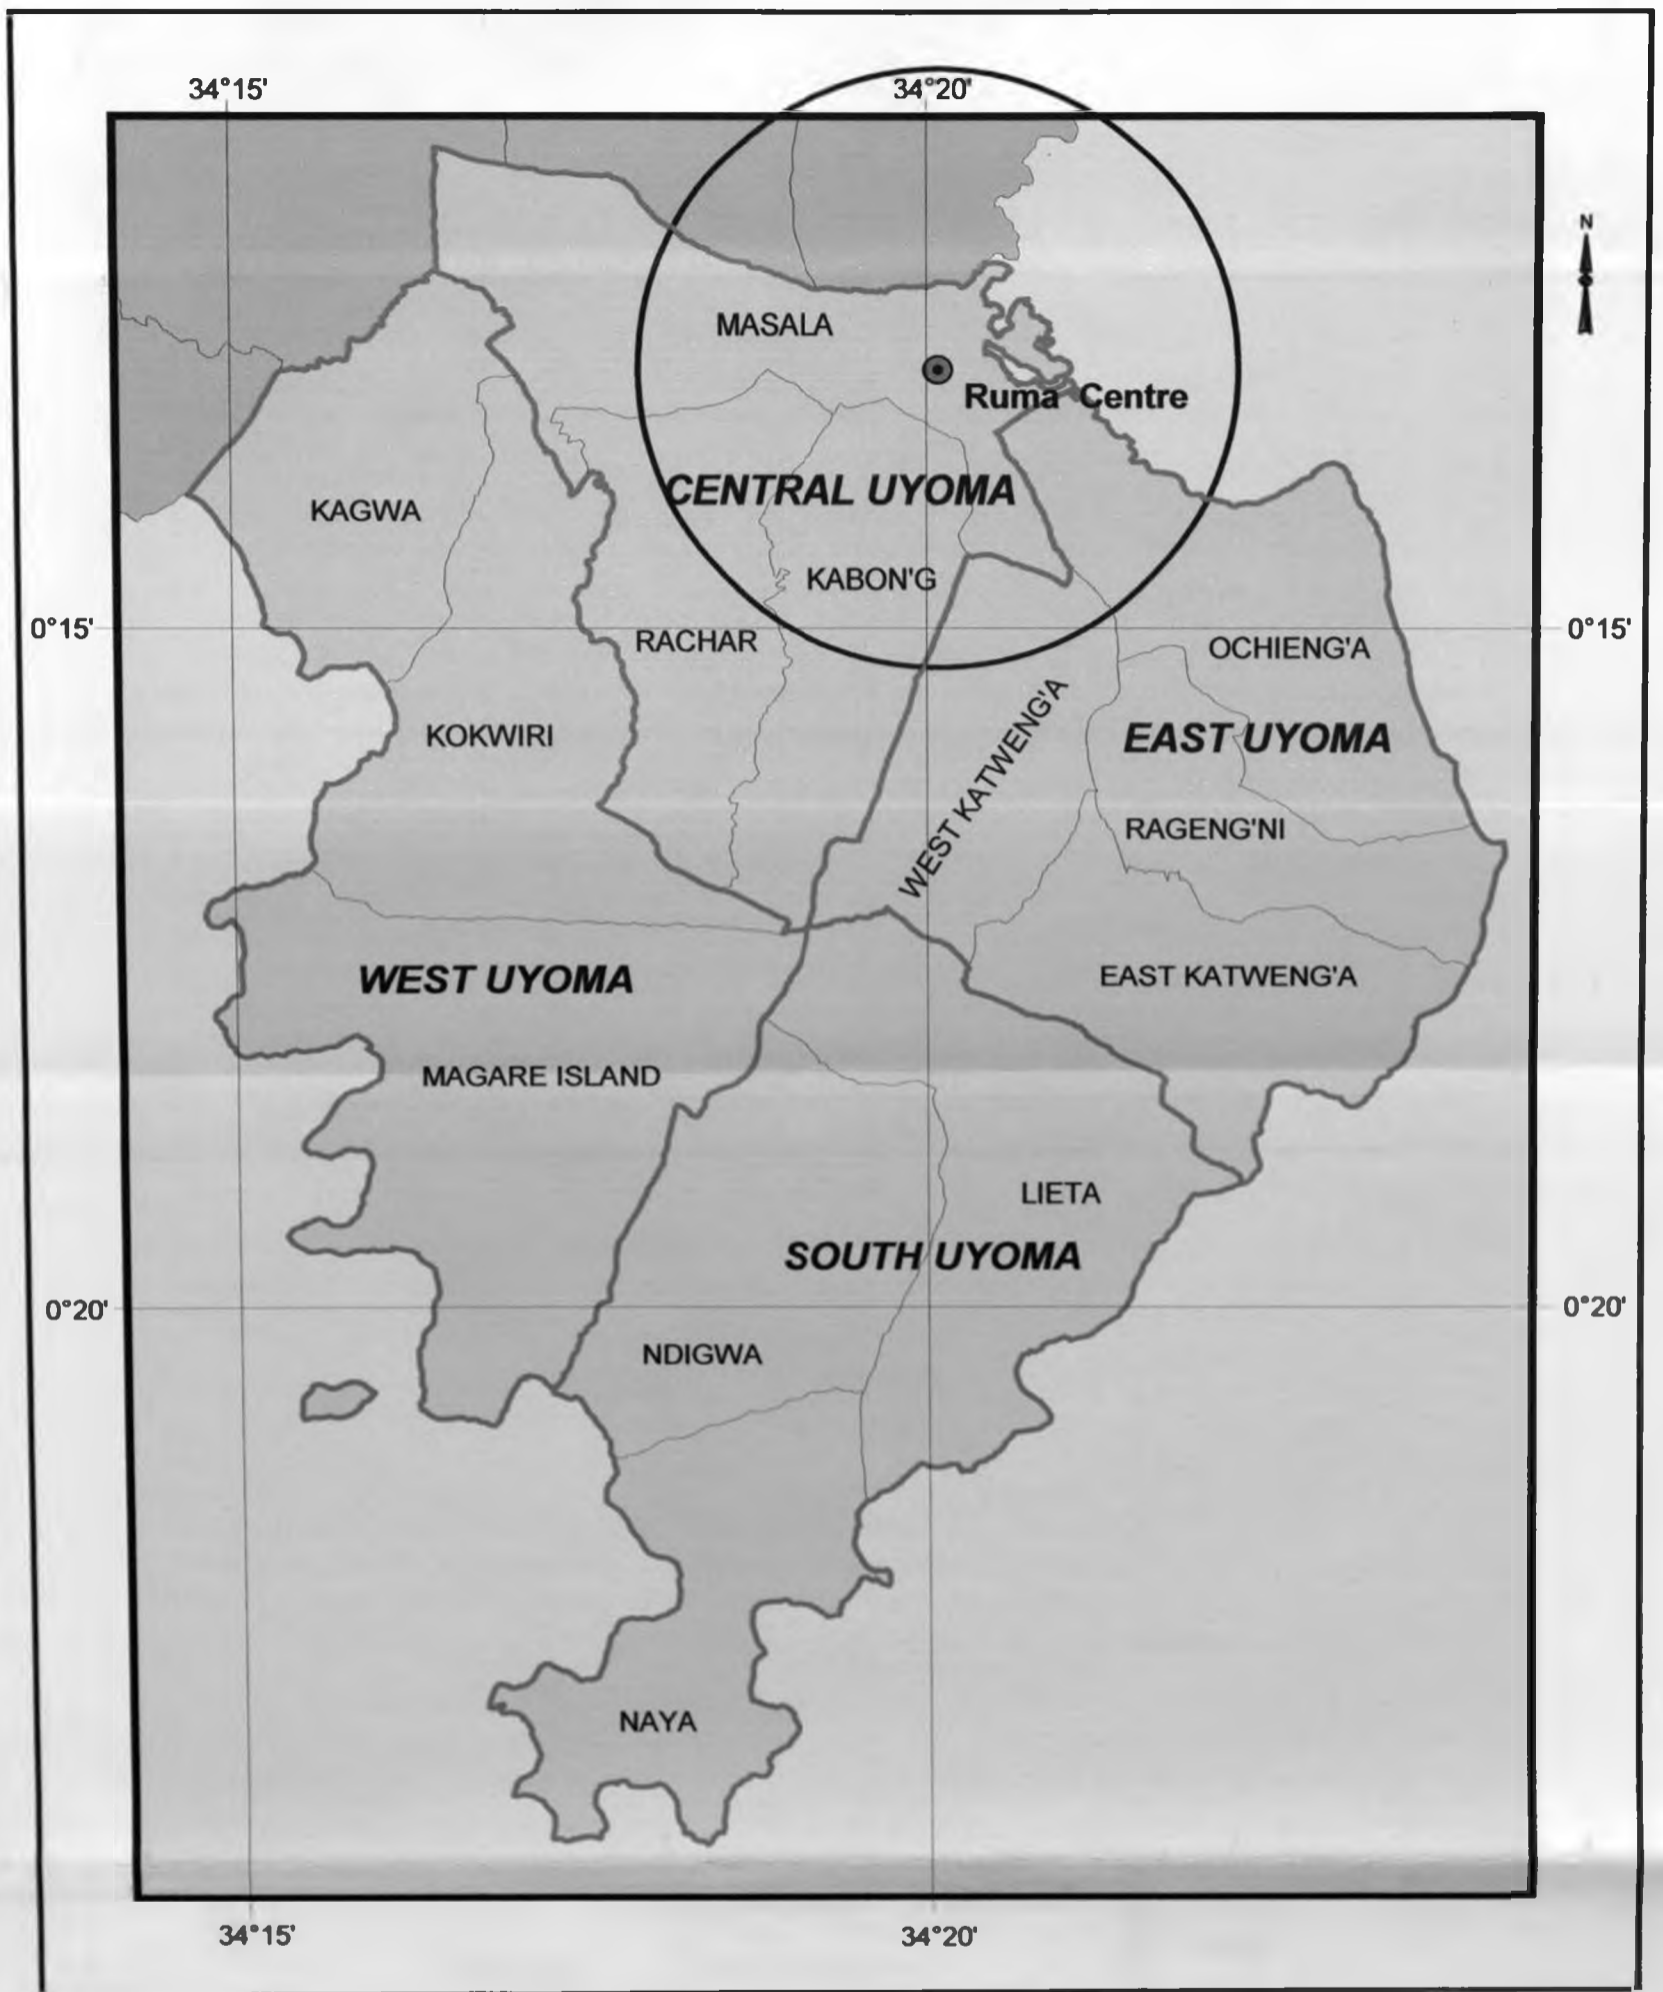 34°15'
34°20'
N
MASALA
Ruma Centre
CENTRAL UYOMA
KAGWA
KABON'G
0°15'
0°15'
RACHAR
OCHIENG'A
KOKWIRI
WEST KATWENG'A
EAST UYOMA
RAGENG'NI
WEST UYOMA
EAST KATWENG'A
MAGARE ISLAND
LIETA
SOUTH UYOMA
0°20'
0°20'
NDIGWA
NAYA
34°15'
34°20'